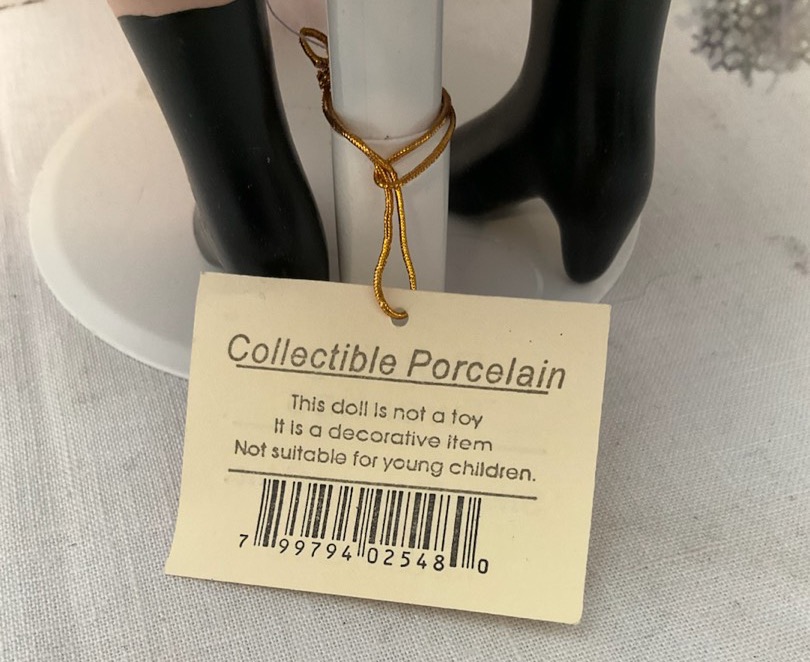 Collectible Porcelain
This doll is not a toy
It is a decorative item
Not suitable for young children.
7 99794 02548 0